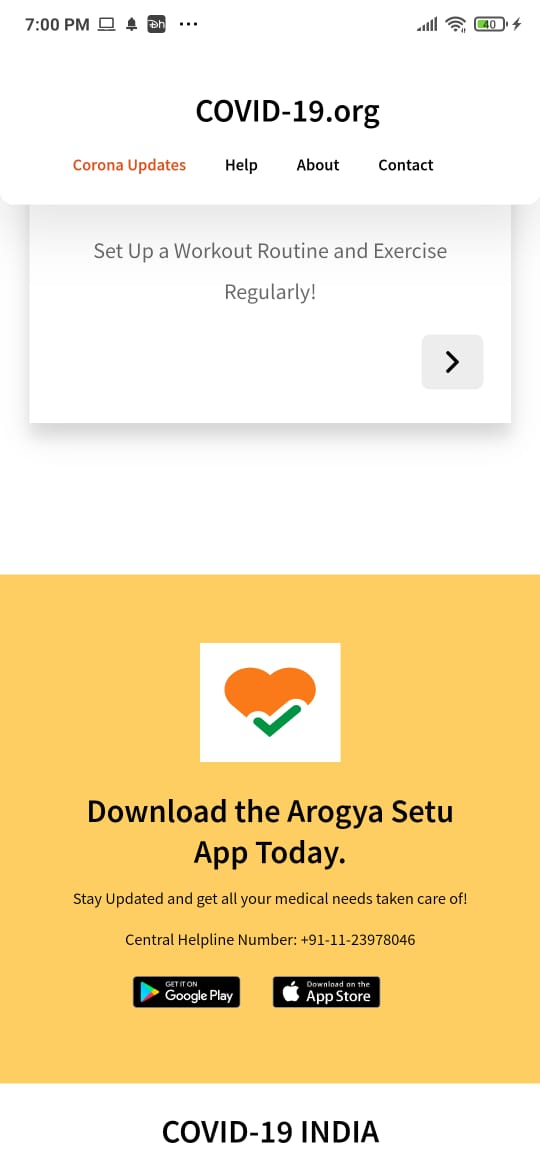 7:00 PM
40
COVID-19.org
Corona Updates Help About Contact
Set Up a Workout Routine and Exercise
Regularly!
Download the Arogya Setu
App Today.
Stay Updated and get all your medical needs taken care of!
Central Helpline Number: +91-11-23978046
GET IT ON
Google Play
Download on the
App Store
COVID-19 INDIA